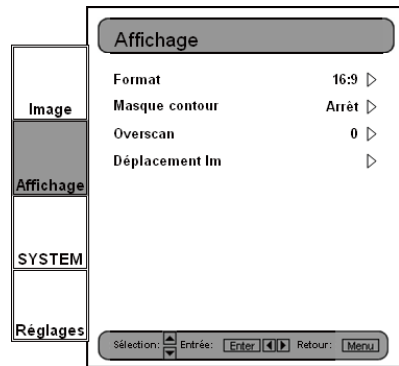 Affichage
Format 16:9
Masque contour Arrêt
Overscan 0
Déplacement Im
Image
Affichage
SYSTEM
Réglages
Sélection: Entrée: Enter Retour: Menu